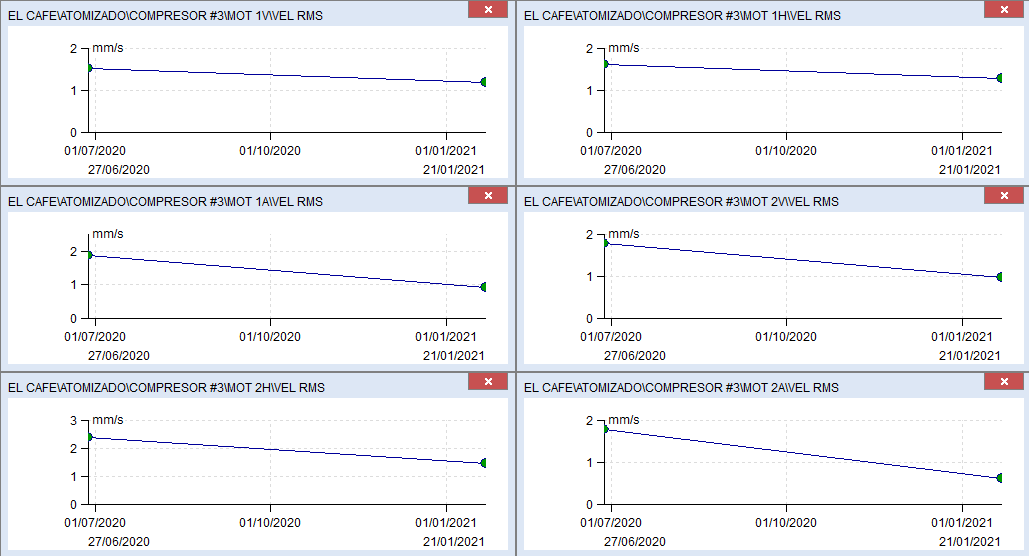 EL CAFE\ATOMIZADO\COMPRESOR #3\MOT 1V\VEL RMS
mm/s
2
1
0
01/07/2020 01/10/2020 01/01/2021
27/06/2020 21/01/2021
EL CAFE\ATOMIZADO\COMPRESOR #3\MOT 1H\VEL RMS
mm/s
2
1
0
01/07/2020 01/10/2020 01/01/2021
27/06/2020 21/01/2021
EL CAFE\ATOMIZADO\COMPRESOR #3\MOT 1A\VEL RMS
mm/s
2
1
0
01/07/2020 01/10/2020 01/01/2021
27/06/2020 21/01/2021
EL CAFE\ATOMIZADO\COMPRESOR #3\MOT 2V\VEL RMS
mm/s
2
1
0
01/07/2020 01/10/2020 01/01/2021
27/06/2020 21/01/2021
EL CAFE\ATOMIZADO\COMPRESOR #3\MOT 2H\VEL RMS
mm/s
3
2
1
0
01/07/2020 01/10/2020 01/01/2021
27/06/2020 21/01/2021
EL CAFE\ATOMIZADO\COMPRESOR #3\MOT 2A\VEL RMS
mm/s
2
1
0
01/07/2020 01/10/2020 01/01/2021
27/06/2020 21/01/2021